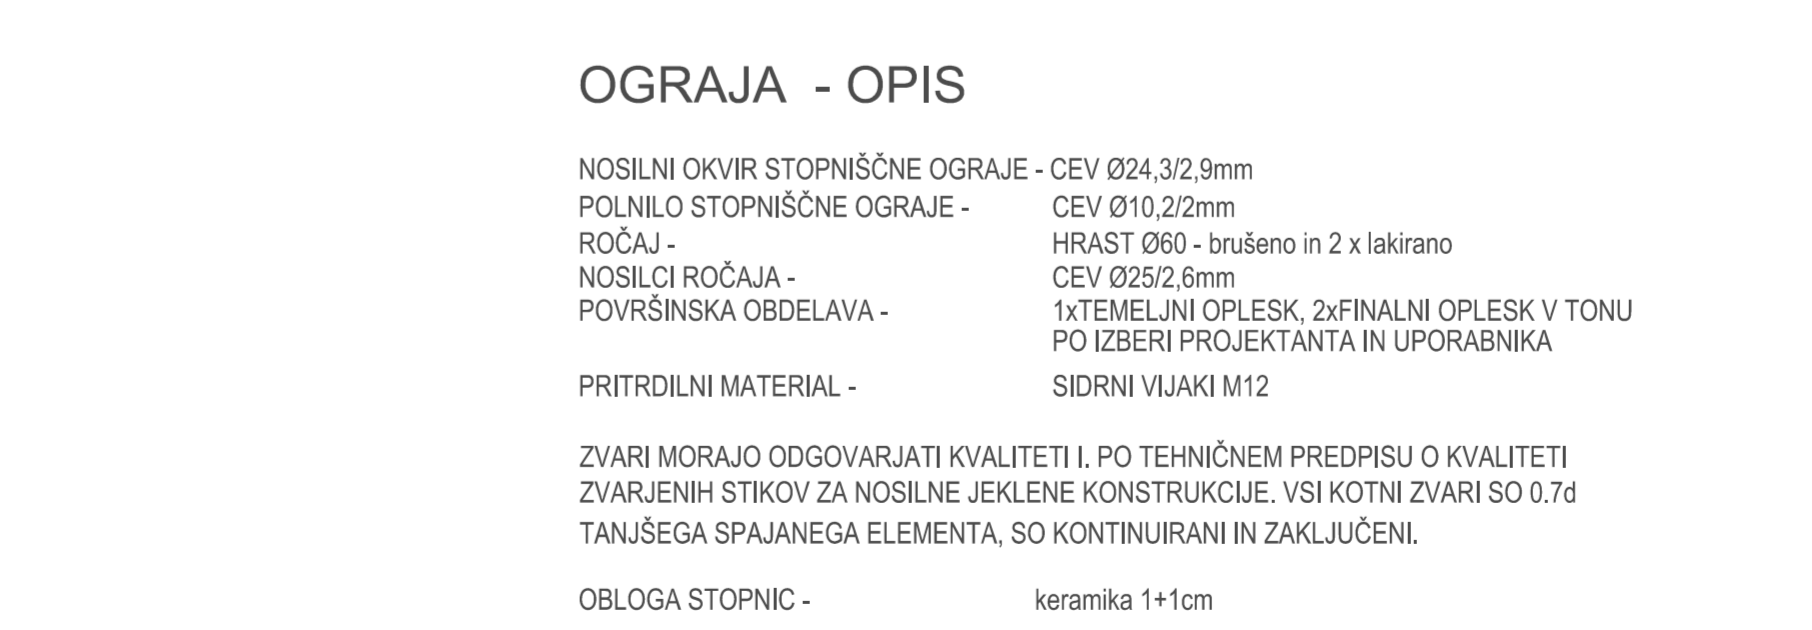 OGRAJA - OPIS
NOSILNI OKVIR STOPNIŠČNE OGRAJE - CEV Ø24,3/2,9mm
POLNILO STOPNIŠČNE OGRAJE - CEV Ø10,2/2mm
ROČAJ - HRAST Ø60 - brušeno in 2 x lakirano
NOSILCI ROČAJA - CEV Ø25/2,6mm
POVRŠINSKA OBDELAVA - 1xTEMELJNI OPLESK, 2xFINALNI OPLESK V TONU
PO IZBERI PROJEKTANTA IN UPORABNIKA
PRITRDILNI MATERIAL - SIDRNI VIJAKI M12
ZVARI MORAJO ODGOVARJATI KVALITETI I. PO TEHNIČNEM PREDPISU O KVALITETI
ZVARJENIH STIKOV ZA NOSILNE JEKLENE KONSTRUKCIJE. VSI KOTNI ZVARI SO 0.7d
TANJŠEGA SPAJANEGA ELEMENTA, SO KONTINUIRANI IN ZAKLJUČENI.
OBLOGA STOPNIC - keramika 1+1cm